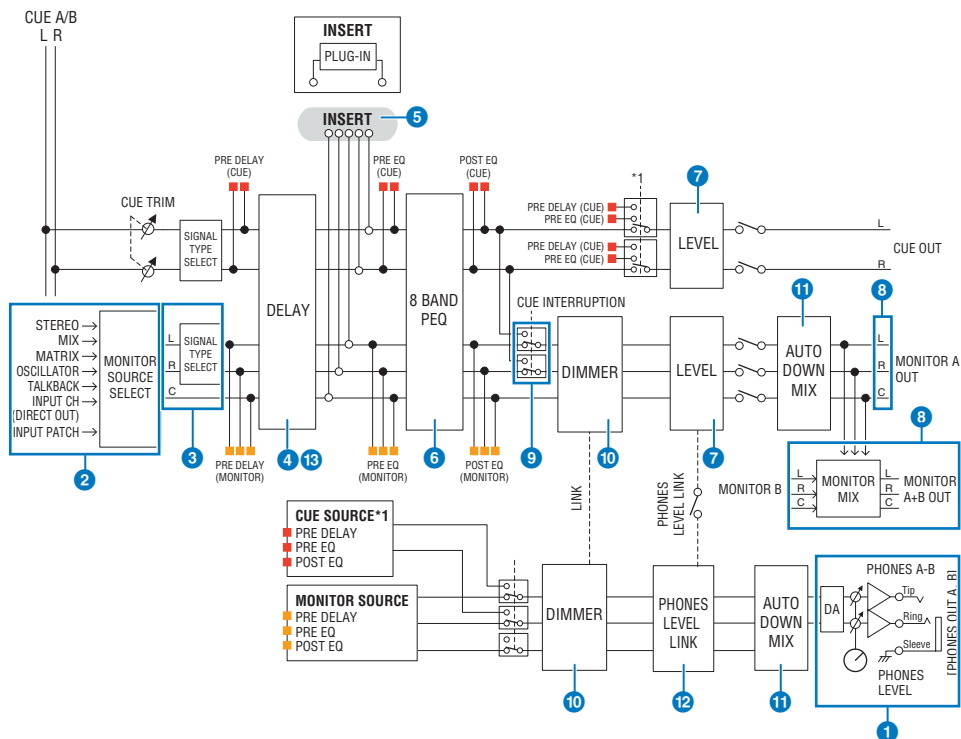 CUE A/B
L R
INSERT
PLUG-IN
INSERT
5
PRE DELAY
(CUE)
PRE EQ
(CUE)
POST EQ
(CUE)
*1
7
CUE TRIM
SIGNAL
TYPE
SELECT
PRE DELAY (CUE)
PRE EQ (CUE)
PRE DELAY (CUE)
PRE EQ (CUE)
LEVEL
L
R
CUE OUT
DELAY
8 BAND
PEQ
CUE INTERRUPTION
11
8
STEREO
MIX
MATRIX
OSCILLATOR
TALKBACK
INPUT CH
(DIRECT OUT)
INPUT PATCH
MONITOR
SOURCE
SELECT
L
R
C
SIGNAL
TYPE
SELECT
DIMMER
LEVEL
AUTO
DOWN
MIX
L
R
C
MONITOR A
OUT
2
3
PRE DELAY
(MONITOR)
4
13
PRE EQ
(MONITOR)
6
POST EQ
(MONITOR)
9
10
7
8
LINK
PHONES
LEVEL LINK
MONITOR B
L
R
C
MONITOR
MIX
L
R
C
MONITOR
A+B OUT
CUE SOURCE*1
PRE DELAY
PRE EQ
POST EQ
MONITOR SOURCE
PRE DELAY
PRE EQ
POST EQ
DIMMER
PHONES
LEVEL
LINK
AUTO
DOWN
MIX
DA
PHONES A-B
Tip
Ring
Sleeve
PHONES
LEVEL
[PHONES OUT A, B]
10
12
11
1